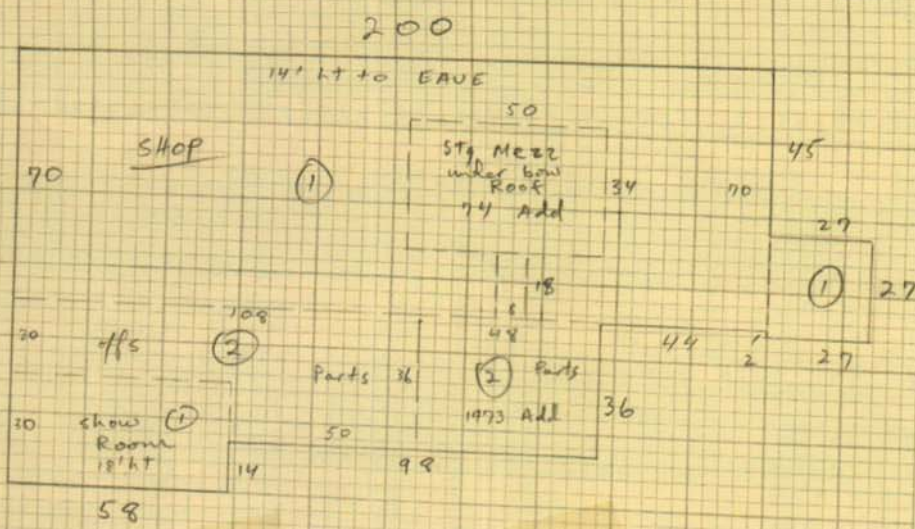 200
14' ht to EAVE
50
SHOP
Stg Mezz
under bow
Roof
74 Add
45
70
1
34
70
27
1
27
18
8
108
48
44
2
27
20
offs
2
Parts
36
2
Parts
1973 Add
36
30
Show
Room
18' ht
1
50
14
98
58